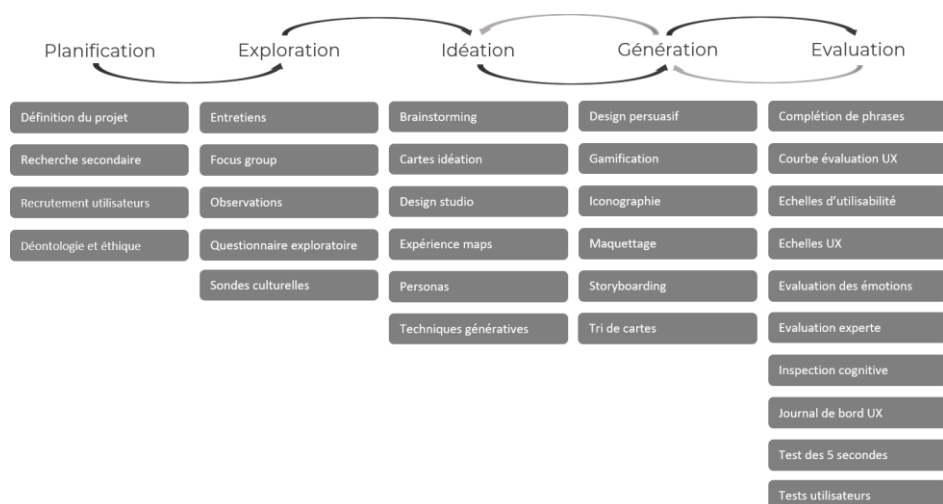 Planification
Exploration
Idéation
Génération
Evaluation
Définition du projet
Recherche secondaire
Recrutement utilisateurs
Déontologie et éthique
Entretiens
Focus group
Observations
Questionnaire exploratoire
Sondes culturelles
Brainstorming
Cartes idéation
Design studio
Expérience maps
Personas
Techniques génératives
Design persuasif
Gamification
Iconographie
Maquettage
Storyboarding
Tri de cartes
Complétion de phrases
Courbe évaluation UX
Echelles d'utilisabilité
Echelles UX
Evaluation des émotions
Evaluation experte
Inspection cognitive
Journal de bord UX
Test des 5 secondes
Tests utilisateurs